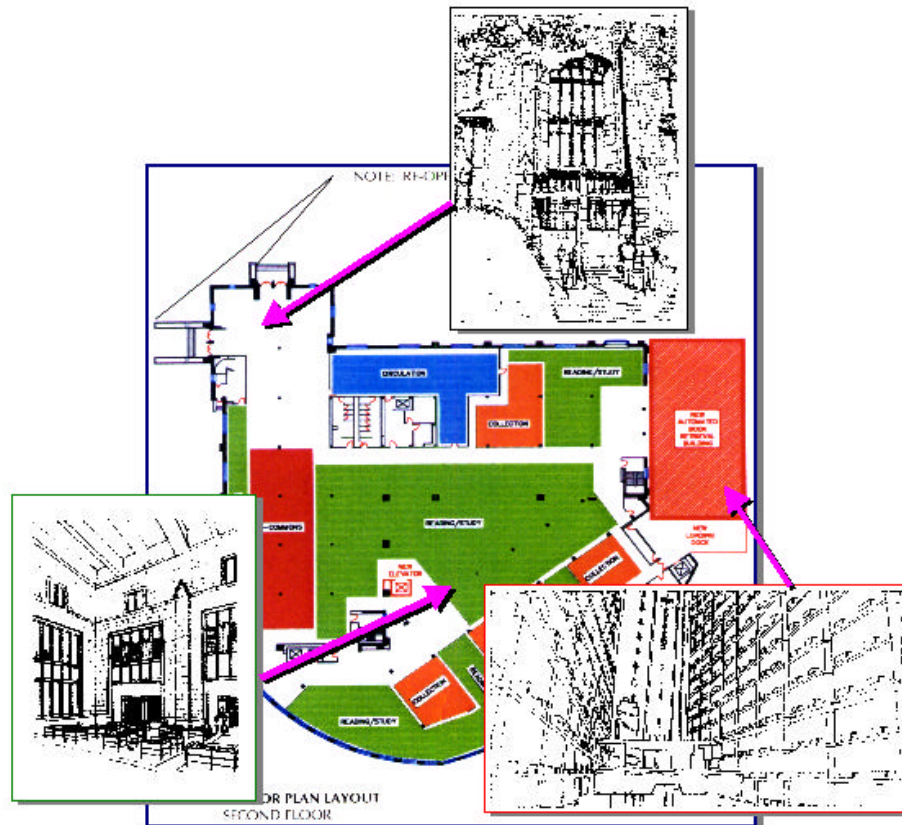 NOTE: RE-OP
CIRCULATION
READING/STUDY
COLLECTION
NEW
AUTOMATED
BOOK
RETRIEVAL
BUILDING
-COMMONS
READING/STUDY
NEW
LOADING
DOCK
NEW
ELEVATOR
COLLECTION
COLLECTION
READING/STUDY
OR PLAN LAYOUT
SECOND FLOOR